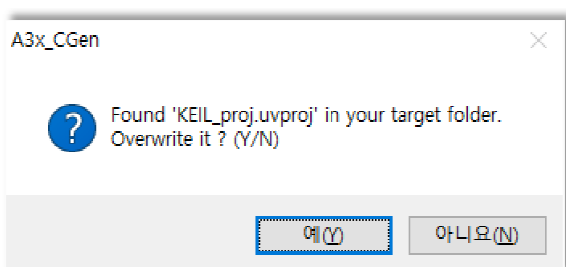 A3x_CGen
?
Found 'KEIL_proj.uvproj' in your target folder.
Overwrite it ? (Y/N)
예(Y)
아니요(N)